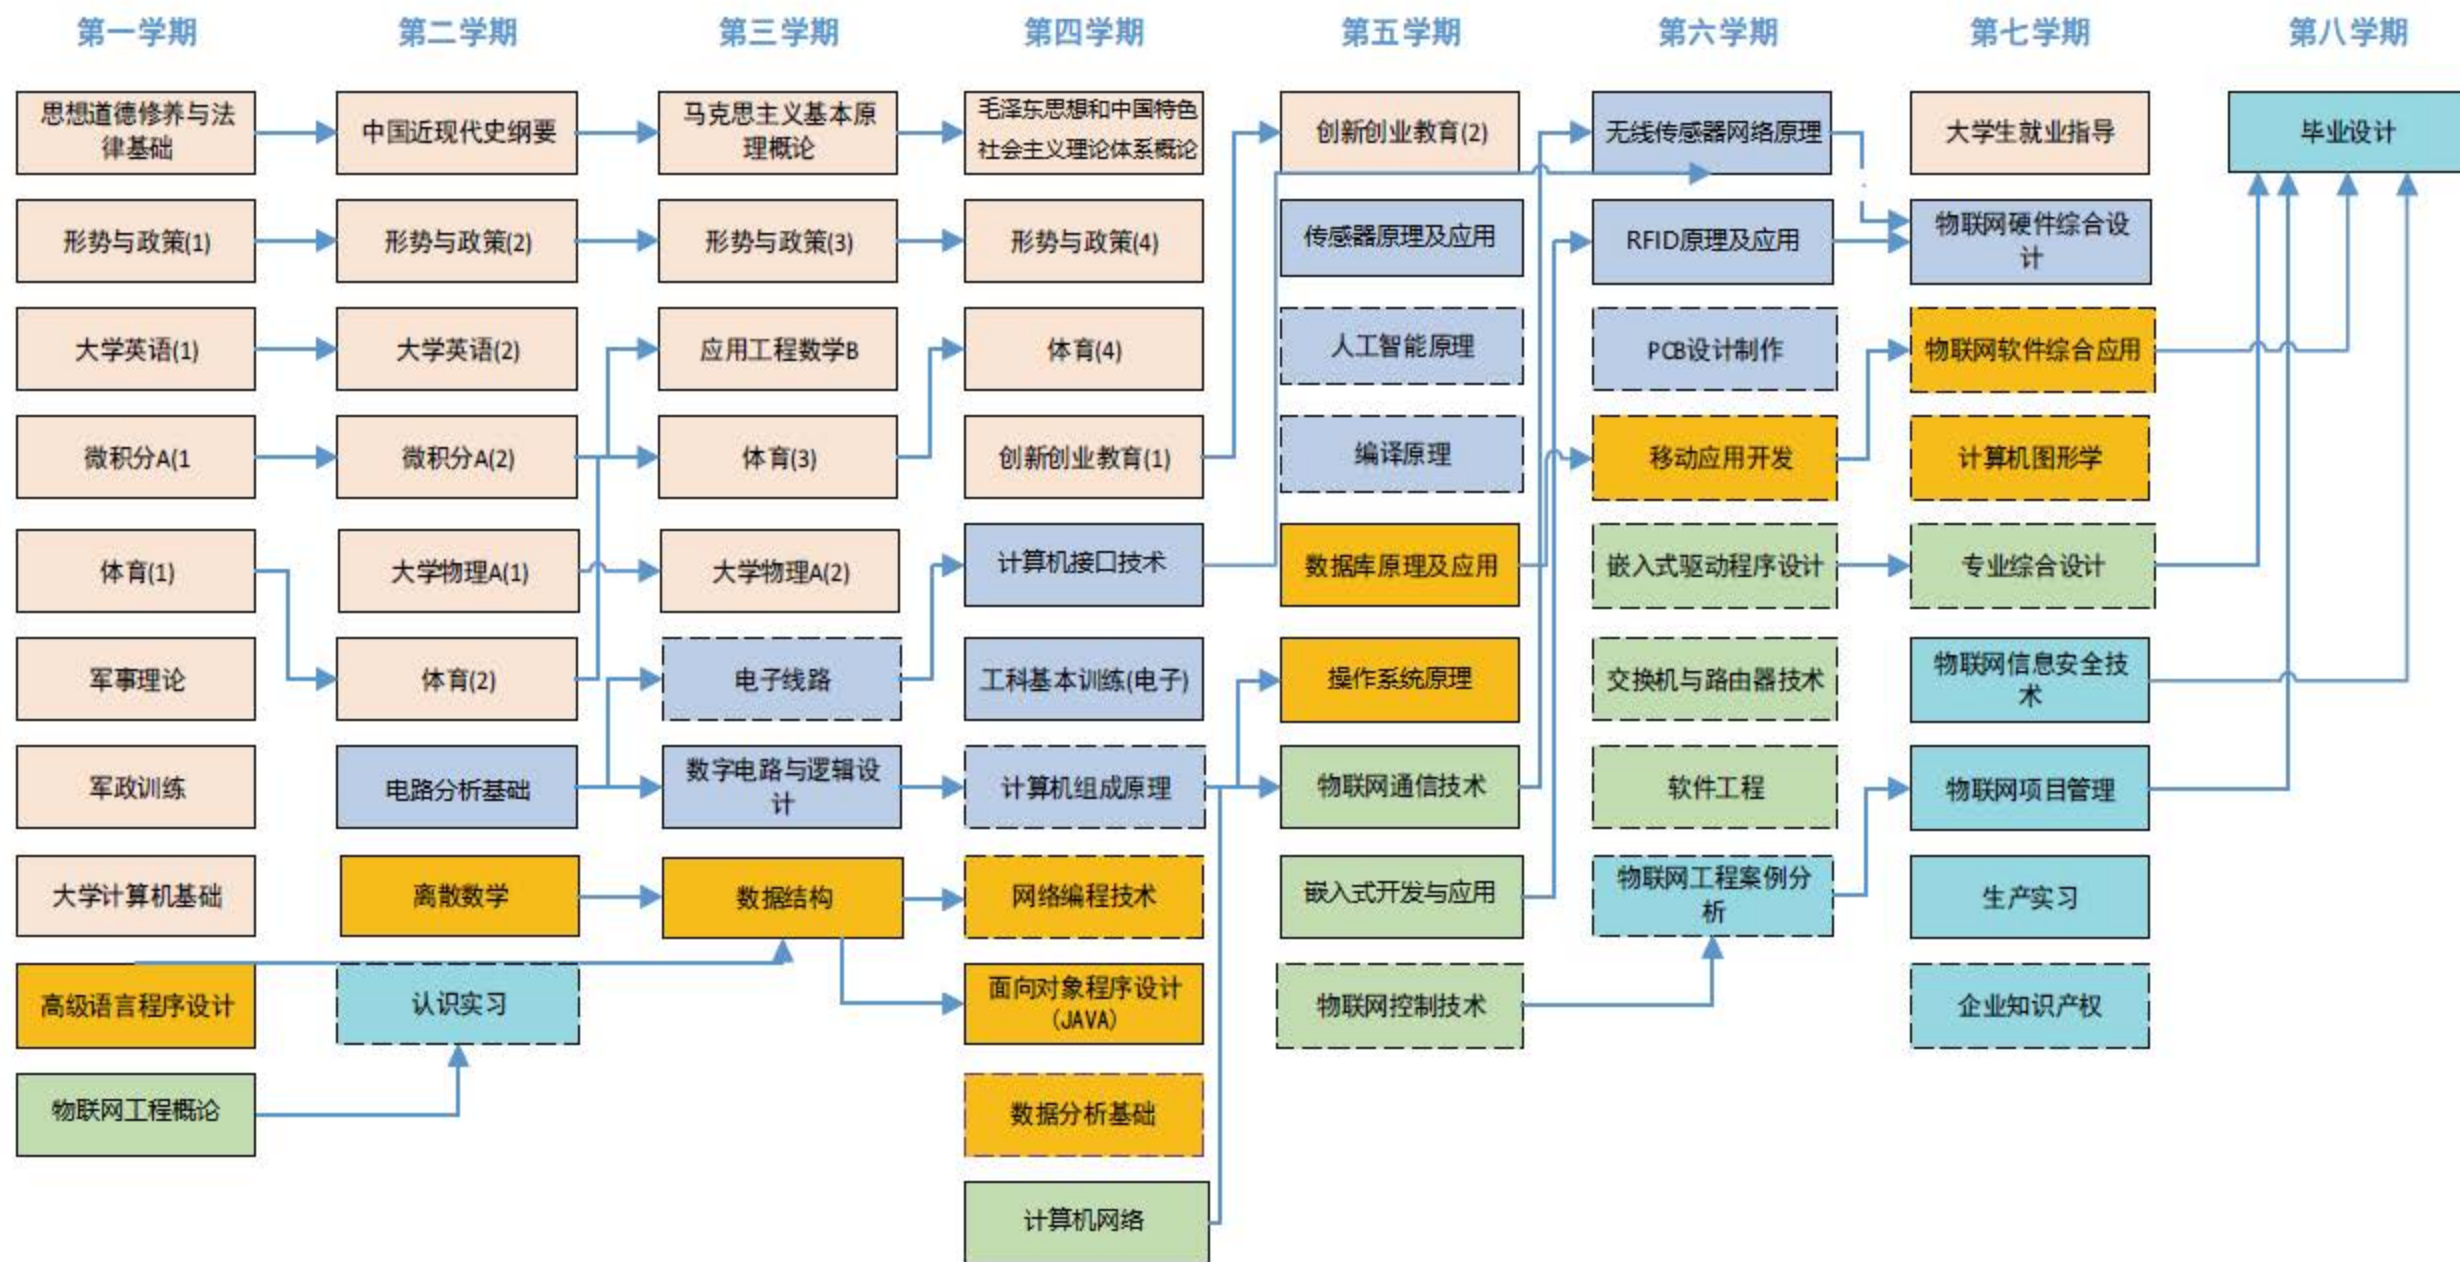 第一学期
第二学期
第三学期
第四学期
第五学期
第六学期
第七学期
第八学期
思想道德修养与法
律基础
中国近现代史纲要
马克思主义基本原
理概论
毛泽东思想和中国特色
社会主义理论体系概论
创新创业教育(2)
无线传感器网络原理
大学生就业指导
毕业设计
形势与政策(1)
形势与政策(2)
形势与政策(3)
形势与政策(4)
传感器原理及应用
RFID原理及应用
物联网硬件综合设
计
大学英语(1)
大学英语(2)
应用工程数学B
体育(4)
人工智能原理
PCB设计制作
物联网软件综合应用
微积分A(1
微积分A(2)
体育(3)
创新创业教育(1)
编译原理
移动应用开发
计算机图形学
体育(1)
大学物理A(1)
大学物理A(2)
计算机接口技术
数据库原理及应用
嵌入式驱动程序设计
专业综合设计
军事理论
体育(2)
电子线路
工科基本训练(电子)
操作系统原理
交换机与路由器技术
物联网信息安全技
术
军政训练
电路分析基础
数字电路与逻辑设
计
计算机组成原理
物联网通信技术
软件工程
物联网项目管理
大学计算机基础
离散数学
数据结构
网络编程技术
嵌入式开发与应用
物联网工程案例分
析
生产实习
高级语言程序设计
认识实习
面向对象程序设计
(JAVA)
物联网控制技术
企业知识产权
物联网工程概论
数据分析基础
计算机网络